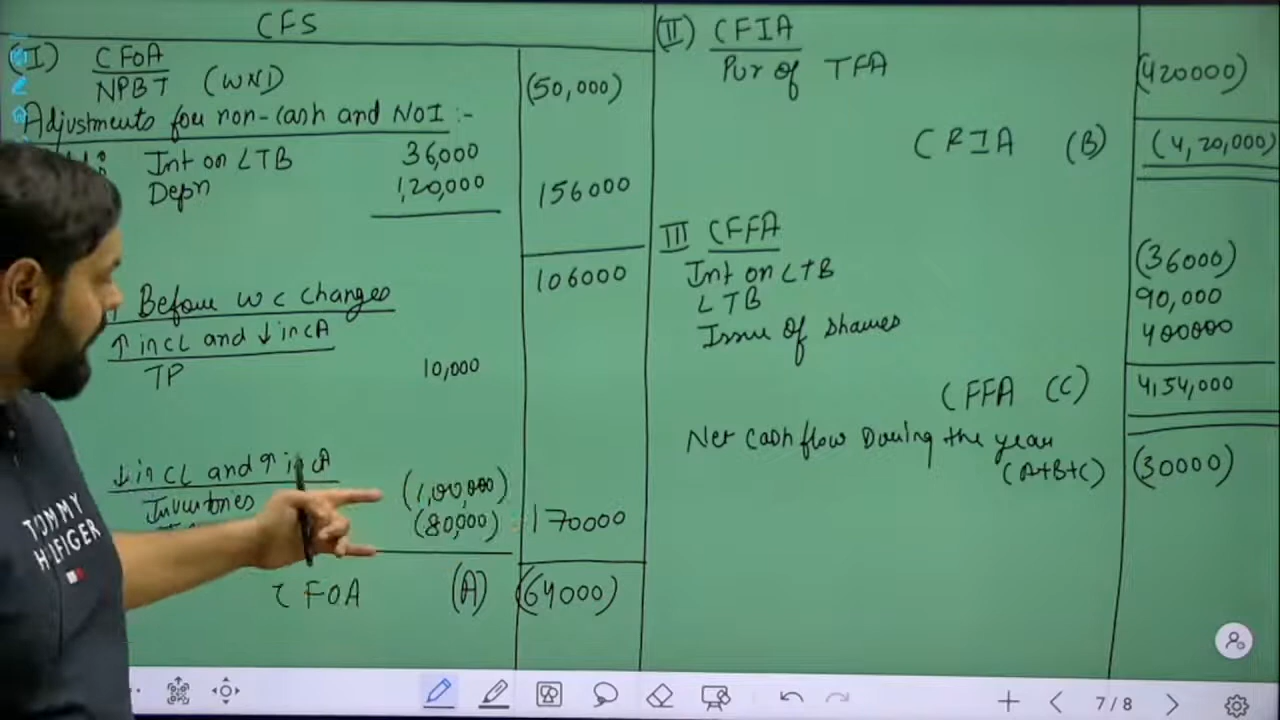 CFS
(I) CFOA
NPBT (WN1) (50,000)
Adjustments for non-cash and NOI :-
Int on LTB 36,000
Depn 1,20,000 156000
106000
Before WC Changes
↑ in CL and ↓ in CA
TP 10,000
↓ in CL and ↑ in CA
Inventories (1,00,000)
(80,000) 170000
CFOA (A) (64000)
(II) CFIA
Pur of TFA (420000)
CFIA (B) (4,20,000)
III CFFA
Int on LTB (36000)
LTB 90,000
Issue of Shares 400000
CFFA (C) 4,54,000
Net Cash flow During the year
(A+B+C) (30000)
TOMMY
HILFIGER
7/8